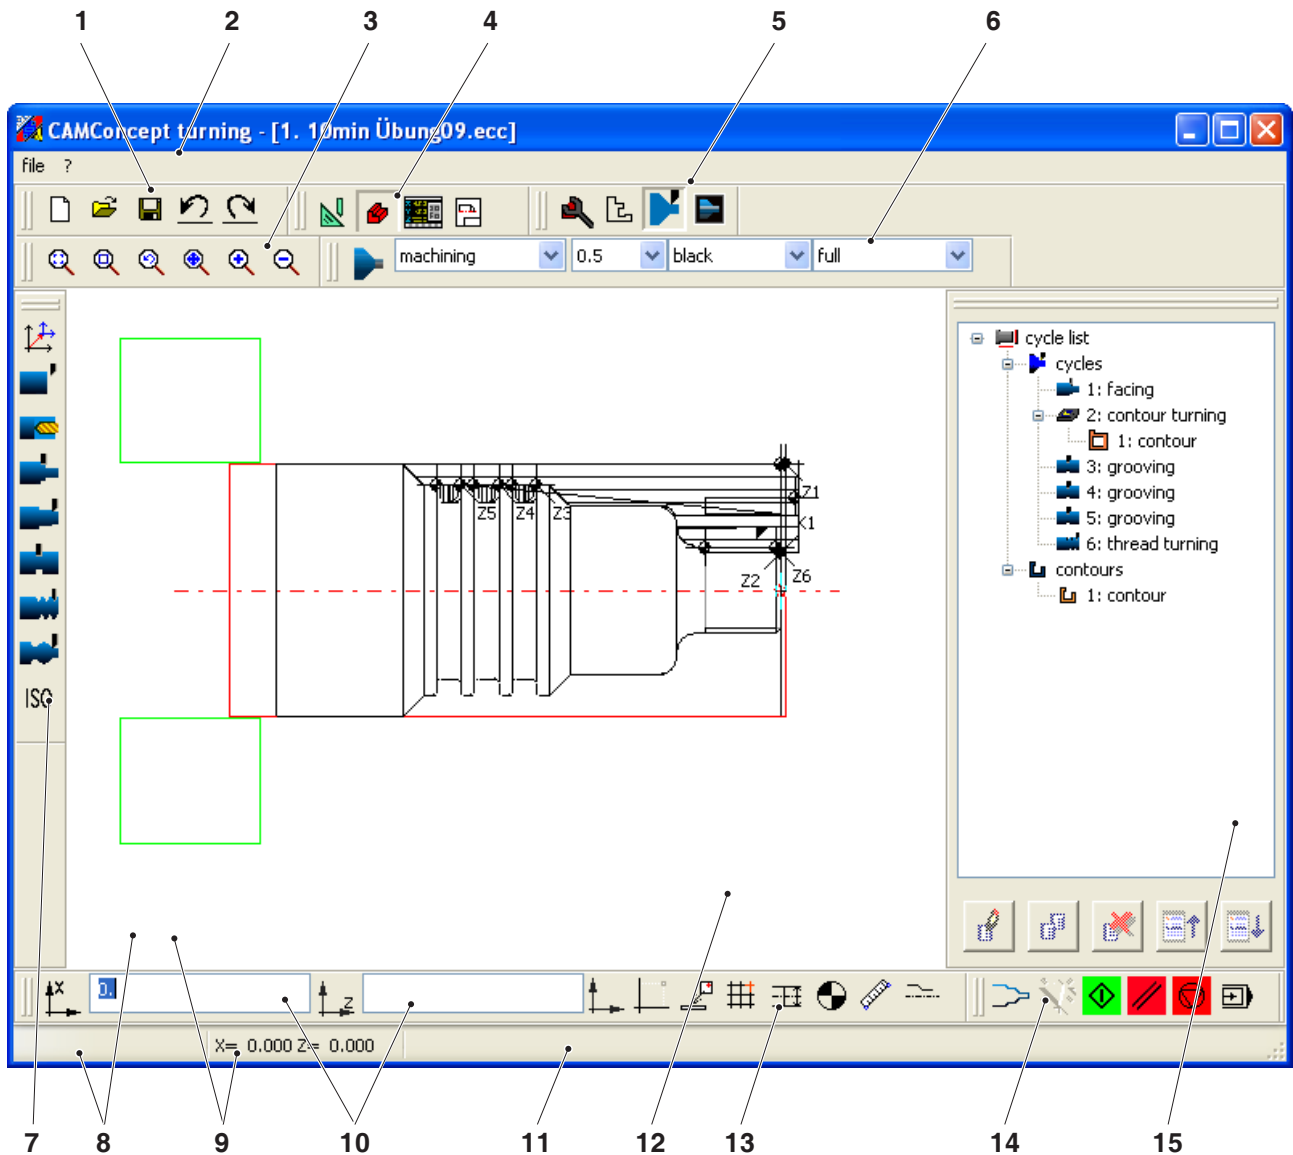 1 2 3 4 5 6
CAMConcept turning - [1. 10min Übung09.ecc]
file ?
machining 0.5 black full
cycle list
cycles
1: facing
2: contour turning
1: contour
3: grooving
4: grooving
5: grooving
6: thread turning
contours
1: contour
Z1
Z5 Z4 Z3
X1
Z2 Z6
ISO
X 0. Z
X= 0.000 Z= 0.000
7 8 9 10 11 12 13 14 15